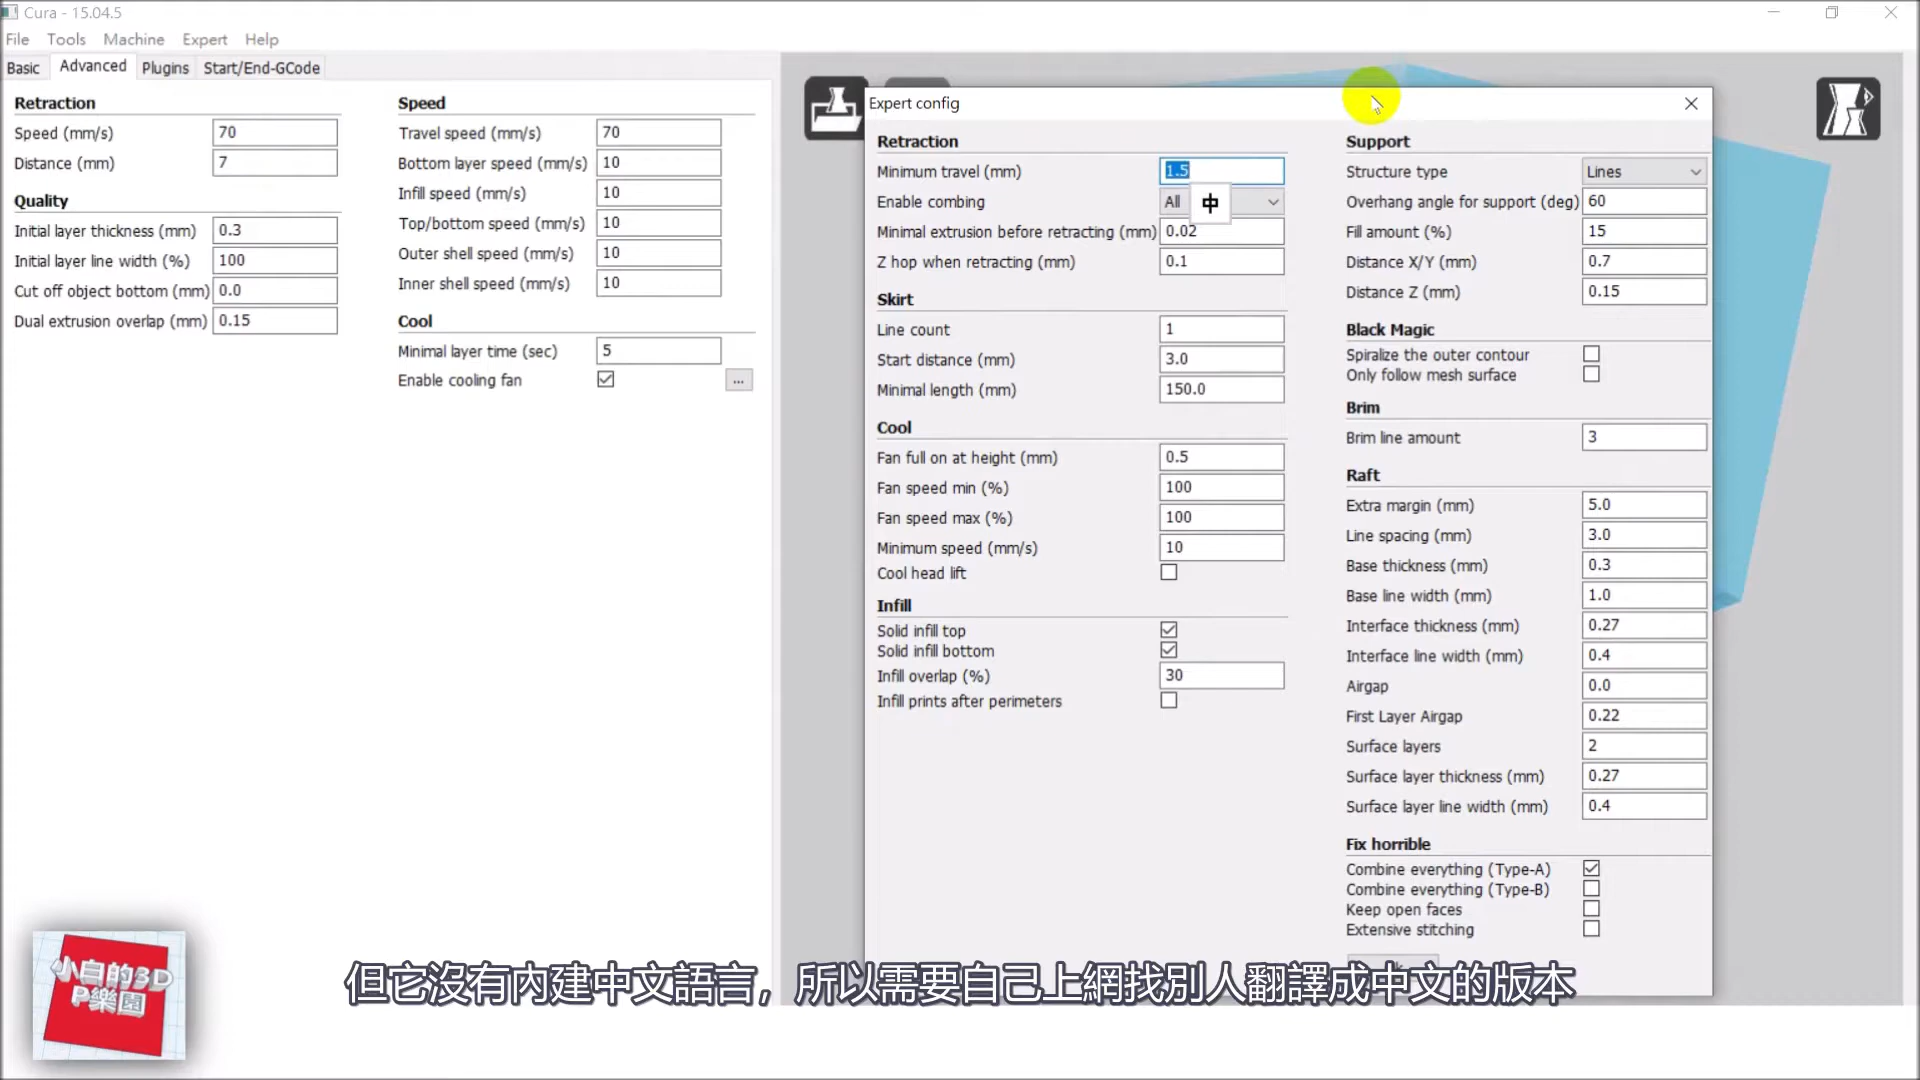 Cura - 15.04.5
File Tools Machine Expert Help
Basic Advanced Plugins Start/End-GCode
Retraction
Speed (mm/s) 70
Distance (mm) 7
Quality
Initial layer thickness (mm) 0.3
Initial layer line width (%) 100
Cut off object bottom (mm) 0.0
Dual extrusion overlap (mm) 0.15
Speed
Travel speed (mm/s) 70
Bottom layer speed (mm/s) 10
Infill speed (mm/s) 10
Top/bottom speed (mm/s) 10
Outer shell speed (mm/s) 10
Inner shell speed (mm/s) 10
Cool
Minimal layer time (sec) 5
Enable cooling fan ...
Expert config
Retraction
Minimum travel (mm) 1.5
Enable combing All 中
Minimal extrusion before retracting (mm) 0.02
Z hop when retracting (mm) 0.1
Skirt
Line count 1
Start distance (mm) 3.0
Minimal length (mm) 150.0
Cool
Fan full on at height (mm) 0.5
Fan speed min (%) 100
Fan speed max (%) 100
Minimum speed (mm/s) 10
Cool head lift
Infill
Solid infill top
Solid infill bottom
Infill overlap (%) 30
Infill prints after perimeters
Support
Structure type Lines
Overhang angle for support (deg) 60
Fill amount (%) 15
Distance X/Y (mm) 0.7
Distance Z (mm) 0.15
Black Magic
Spiralize the outer contour
Only follow mesh surface
Brim
Brim line amount 3
Raft
Extra margin (mm) 5.0
Line spacing (mm) 3.0
Base thickness (mm) 0.3
Base line width (mm) 1.0
Interface thickness (mm) 0.27
Interface line width (mm) 0.4
Airgap 0.0
First Layer Airgap 0.22
Surface layers 2
Surface layer thickness (mm) 0.27
Surface layer line width (mm) 0.4
Fix horrible
Combine everything (Type-A)
Combine everything (Type-B)
Keep open faces
Extensive stitching
小白的3D
P樂園
但它沒有內建中文語言，所以需要自己上網找別人翻譯成中文的版本